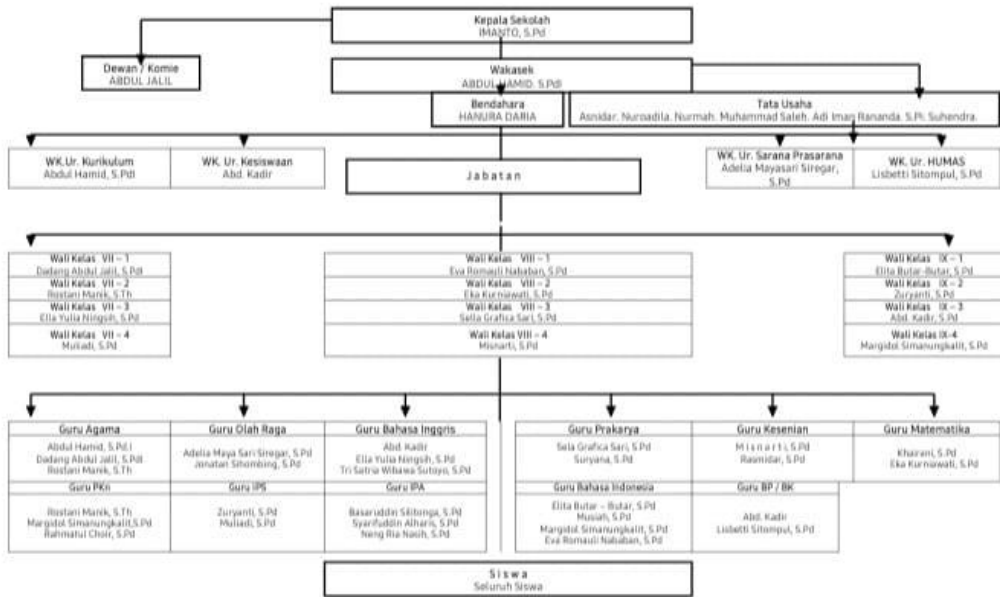 Kepala Sekolah
IMANTO, S.Pd
Dewan / Komie
ABDUL JALIL
Wakasek
ABDUL HAMID. S.PdI
Bendahara
HANURA DARIA
Tata Usaha
Asnidar. Nuroadila. Nurmah. Muhammad Saleh. Adi Iman Rananda. S.Pi. Suhendra.
WK.Ur. Kurikulum
Abdul Hamid, S.PdI
WK. Ur. Kesiswaan
Abd. Kadir
Jabatan
WK. Ur. Sarana Prasarana
Adelia Mayasari Siregar,
S.Pd
WK. Ur. HUMAS
Lisbetti Sitompul, S.Pd
Wali Kelas VII – 1
Dadang Abdul Jalil, S.PdI
Wali Kelas VII – 2
Rostani Manik, S.Th
Wali Kelas VII – 3
Ella Yulia Ningsih, S.Pd
Wali Kelas VII – 4
Muliadi, S.Pd
Wali Kelas VIII – 1
Eva Romauli Nababan, S.Pd
Wali Kelas VIII – 2
Eka Kurniawati, S.Pd
Wali Kelas VIII – 3
Sella Grafica Sari, S.Pd
Wali Kelas VIII – 4
Misnarti, S.Pd
Wali Kelas IX – 1
Elita Butar-Butar, S.Pd
Wali Kelas IX – 2
Zuryanti, S.Pd
Wali Kelas IX – 3
Abd. Kadir, S.Pd
Wali Kelas IX-4
Margidol Simanungkalit, S.Pd
Guru Agama
Abdul Hamid, S.Pd.I
Dadang Abdul Jalil, S.Pd
Rostani Manik, S.Th
Guru Olah Raga
Adelia Maya Sari Siregar, S.Pd
Jonatan Sihombing, S.Pd
Guru Bahasa Inggris
Abd. Kadir
Ella Yulia Ningsih, S.Pd
Tri Satria Wibawa Sutoyo, S.Pd
Guru Prakarya
Sela Grafica Sari, S.Pd
Suryana, S.Pd
Guru Kesenian
Misnarti, S.Pd
Rasmidar, S.Pd
Guru Matematika
Khairani, S.Pd
Eka Kurniawati, S.Pd
Guru PKn
Rostani Manik, S.Th
Margidol Simanungkalit,S.Pd
Rahmatul Choir, S.Pd
Guru IPS
Zuryanti, S.Pd
Muliadi, S.Pd
Guru IPA
Basaruddin Silitonga, S.Pd
Syarifuddin Alharis, S.Pd
Neng Ria Nasih, S.Pd
Guru Bahasa Indonesia
Elita Butar – Butar, S.Pd
Musiah, S.Pd
Margidol Simanungkalit, S.Pd
Eva Romauli Nababan, S.Pd
Guru BP / BK
Abd. Kadir
Lisbetti Sitompul, S.Pd
Siswa
Seluruh Siswa